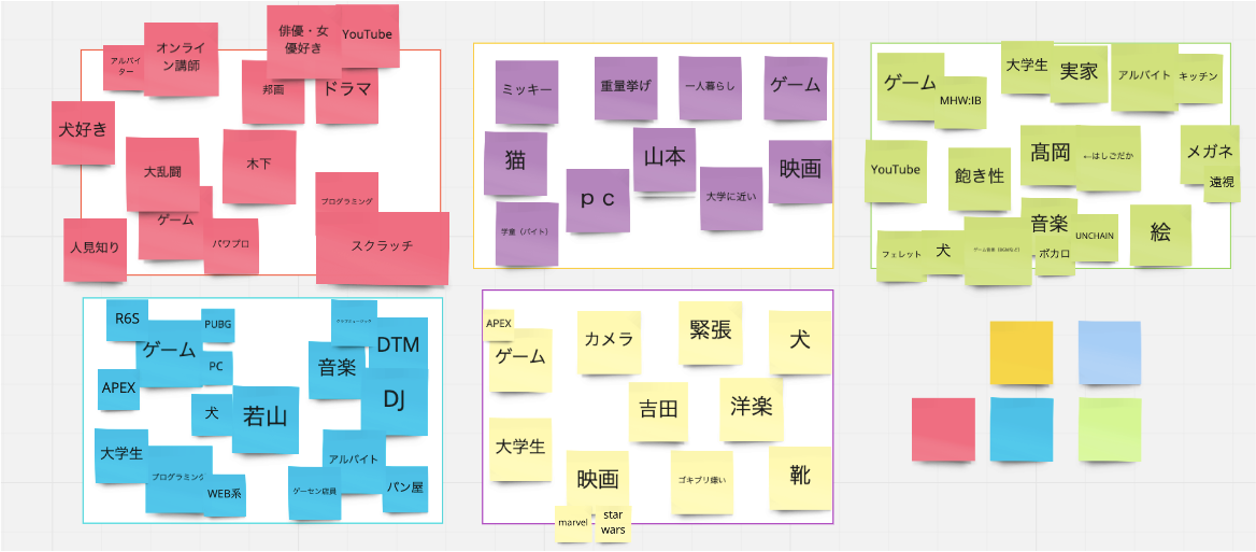 アルバイ
ター
オンライ
ン講師
俳優・女
優好き
YouTube
邦画
ドラマ
犬好き
大乱闘
木下
プログラミング
ゲーム
パワプロ
人見知り
スクラッチ
ミッキー
重量挙げ
一人暮らし
ゲーム
猫
山本
映画
ｐｃ
大学に近い
学童（バイト）
ゲーム
MHW:IB
大学生
実家
アルバイト
キッチン
YouTube
飽き性
髙岡
←はしごだか
メガネ
遠視
音楽
ボカロ
UNCHAIN
絵
フェレット
犬
R6S
ゲーム
PUBG
PC
APEX
犬
若山
音楽
DTM
DJ
大学生
プログラミング
WEB系
アルバイト
ゲーセン店員
パン屋
APEX
ゲーム
カメラ
緊張
犬
吉田
洋楽
大学生
映画
marvel
star
wars
ゴキブリ嫌い
靴